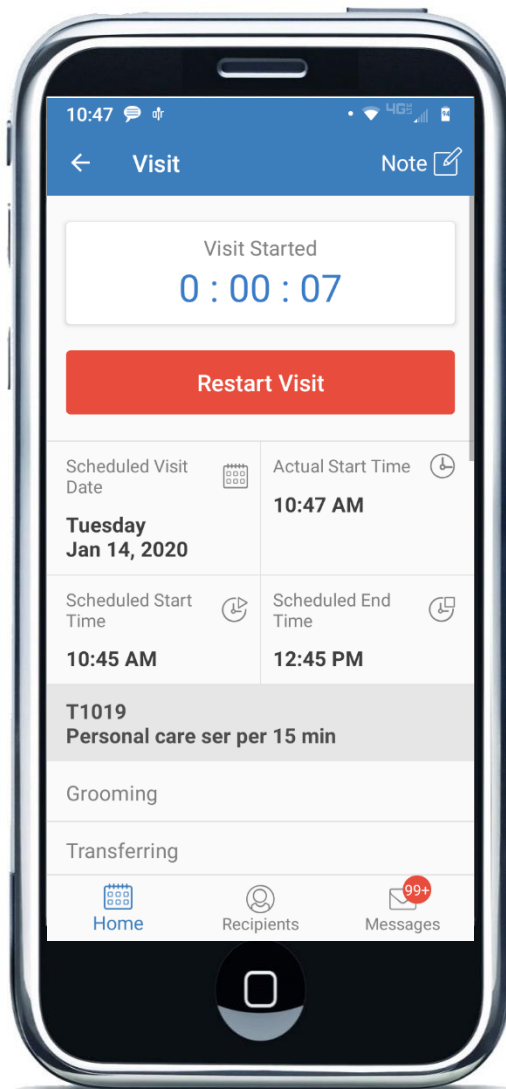 10:47
4G
94
Visit
Note
Visit Started
0 : 00 : 07
Restart Visit
Scheduled Visit
Date
Tuesday
Jan 14, 2020
Actual Start Time
10:47 AM
Scheduled Start
Time
10:45 AM
Scheduled End
Time
12:45 PM
T1019
Personal care ser per 15 min
Grooming
Transferring
Home
Recipients
99+
Messages